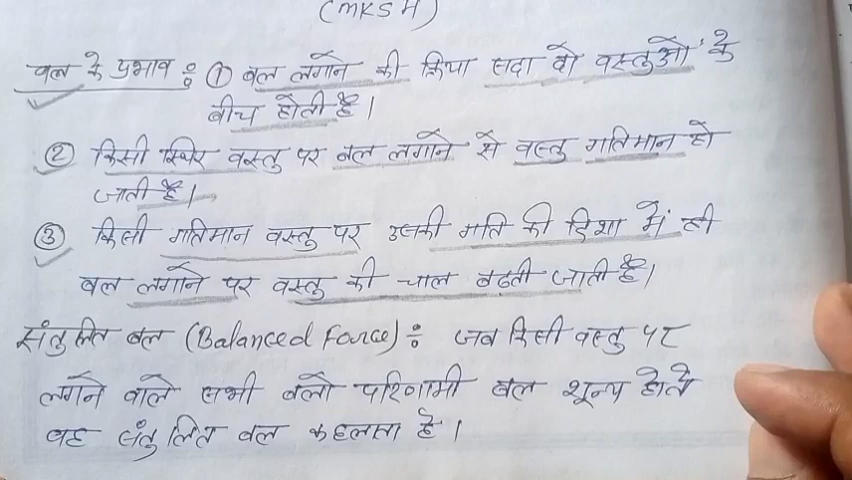 (MKS में)
बल के प्रभाव : ① बल लगाने की क्रिया सदा दो वस्तुओं के
बीच होती है।
② किसी स्थिर वस्तु पर बल लगाने से वस्तु गतिमान हो
जाती है।
③ किसी गतिमान वस्तु पर उसकी गति की दिशा में ही
बल लगाने पर वस्तु की चाल बढती जाती है।
संतुलित बल (Balanced Force) : जब किसी वस्तु पर
लगने वाले सभी बलों परिणामी बल शून्य होते
वह संतुलित बल कहलाता है।